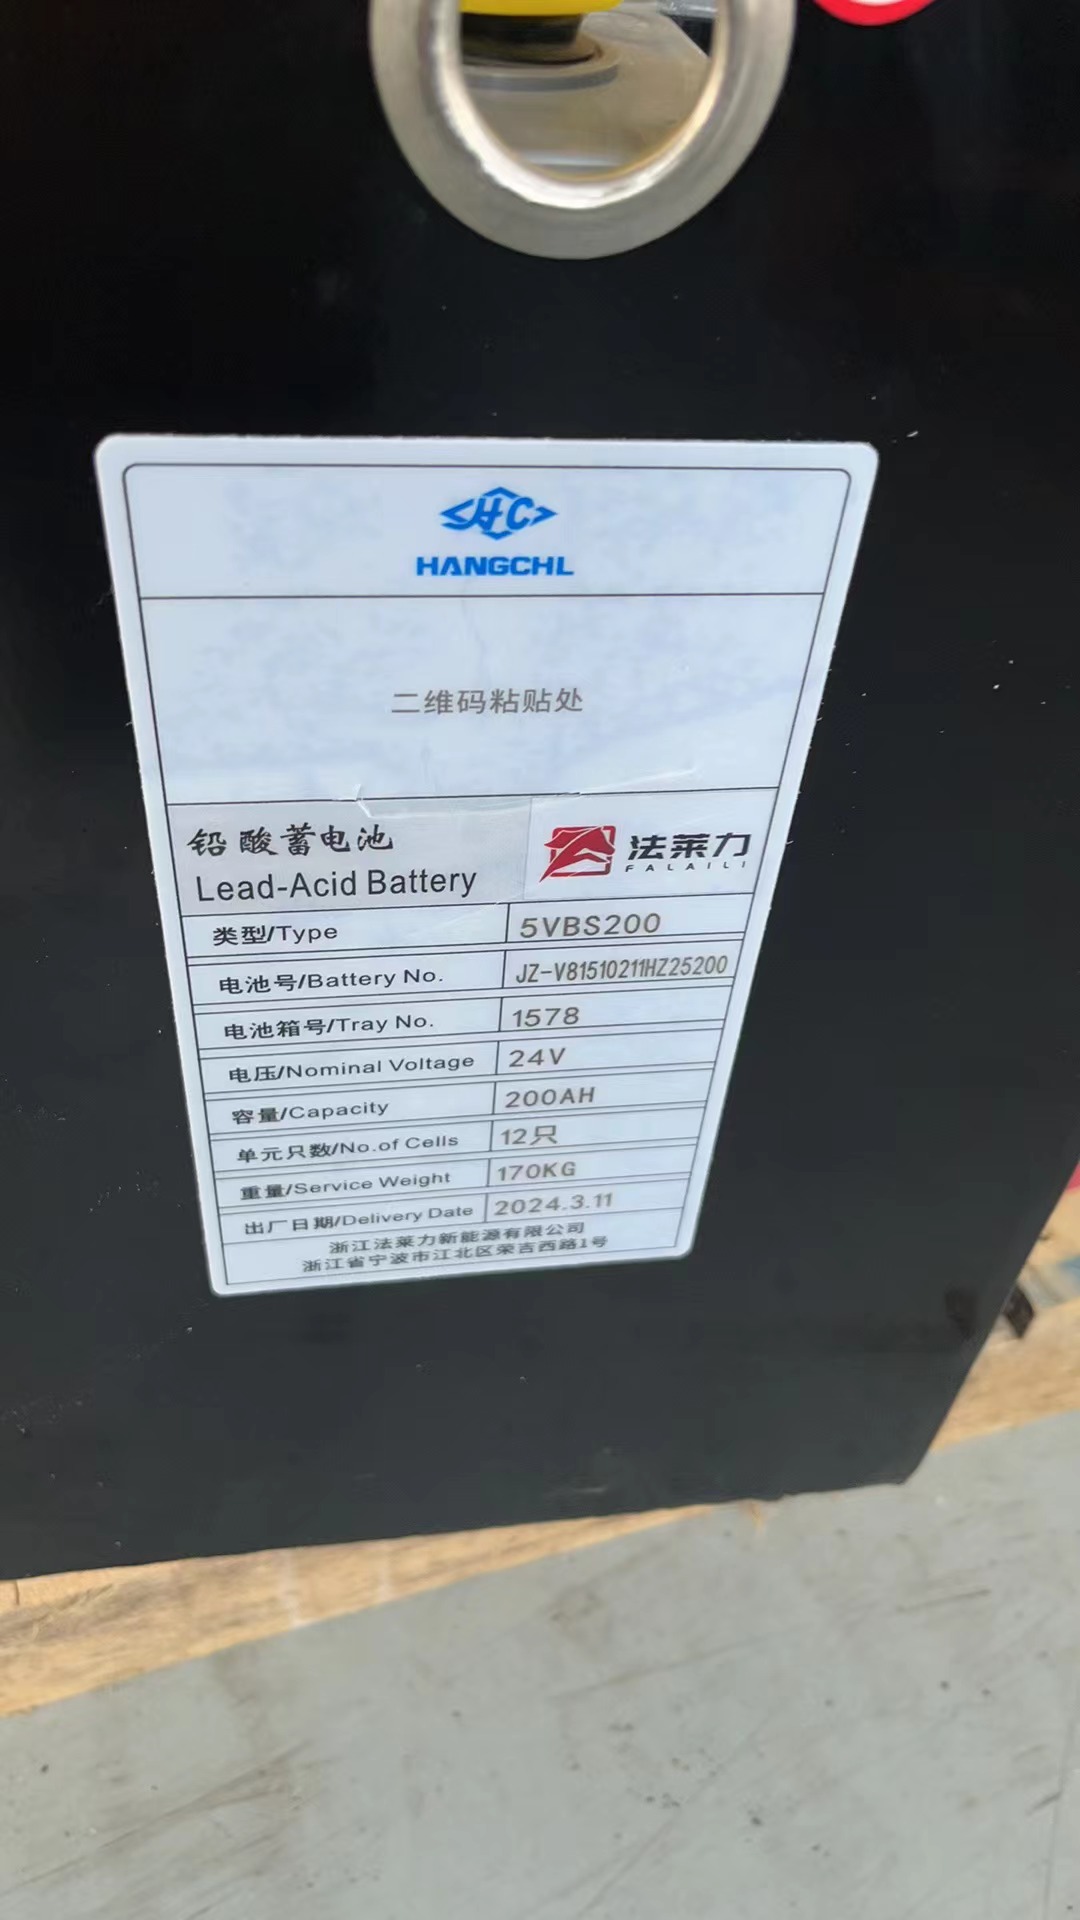 HC
HANGCHL
二维码粘贴处
铅酸蓄电池
Lead-Acid Battery
法莱力
FALAILI
类型/Type 5VBS200
电池号/Battery No. JZ-V81510211HZ25200
电池箱号/Tray No. 1578
电压/Nominal Voltage 24V
容量/Capacity 200AH
单元只数/No.of Cells 12只
重量/Service Weight 170KG
出厂日期/Delivery Date 2024.3.11
浙江法莱力新能源有限公司
浙江省宁波市江北区荣吉西路1号